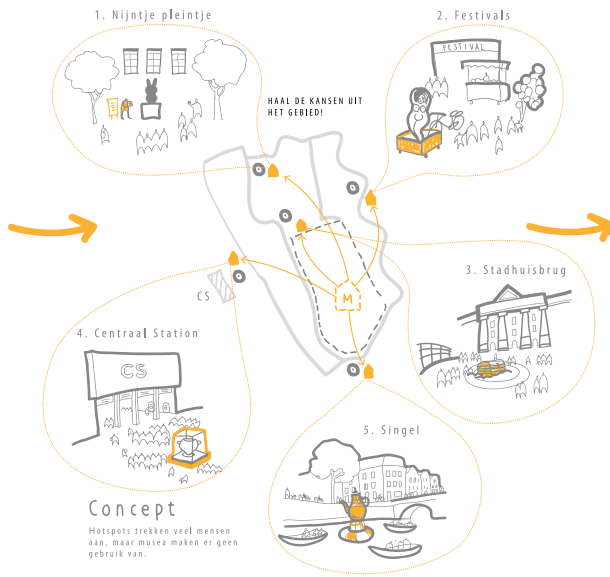 1. Nijntje pleintje
2. Festivals
FESTIVAL
HAAL DE KANSEN UIT
HET GEBIED!
3. Stadhuisbrug
M
CS
4. Centraal Station
CS
5. Singel
Concept
Hotspots trekken veel mensen
aan, maar musea maken er geen
gebruik van.